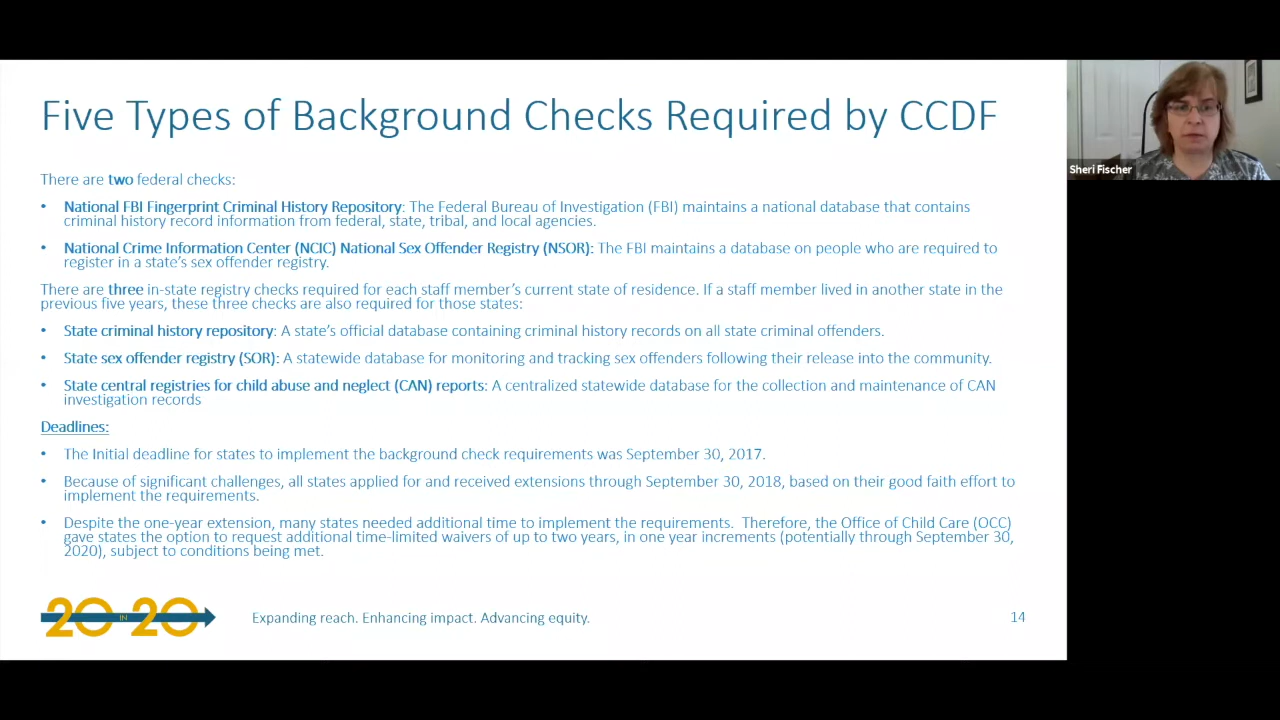 Five Types of Background Checks Required by CCDF
Sheri Fischer
There are two federal checks:
• National FBI Fingerprint Criminal History Repository: The Federal Bureau of Investigation (FBI) maintains a national database that contains
criminal history record information from federal, state, tribal, and local agencies.
• National Crime Information Center (NCIC) National Sex Offender Registry (NSOR): The FBI maintains a database on people who are required to
register in a state's sex offender registry.
There are three in-state registry checks required for each staff member's current state of residence. If a staff member lived in another state in the
previous five years, these three checks are also required for those states:
• State criminal history repository: A state's official database containing criminal history records on all state criminal offenders.
• State sex offender registry (SOR): A statewide database for monitoring and tracking sex offenders following their release into the community.
• State central registries for child abuse and neglect (CAN) reports: A centralized statewide database for the collection and maintenance of CAN
investigation records
Deadlines:
• The Initial deadline for states to implement the background check requirements was September 30, 2017.
• Because of significant challenges, all states applied for and received extensions through September 30, 2018, based on their good faith effort to
implement the requirements.
• Despite the one-year extension, many states needed additional time to implement the requirements. Therefore, the Office of Child Care (OCC)
gave states the option to request additional time-limited waivers of up to two years, in one year increments (potentially through September 30,
2020), subject to conditions being met.
20 IN 20
Expanding reach. Enhancing impact. Advancing equity.
14